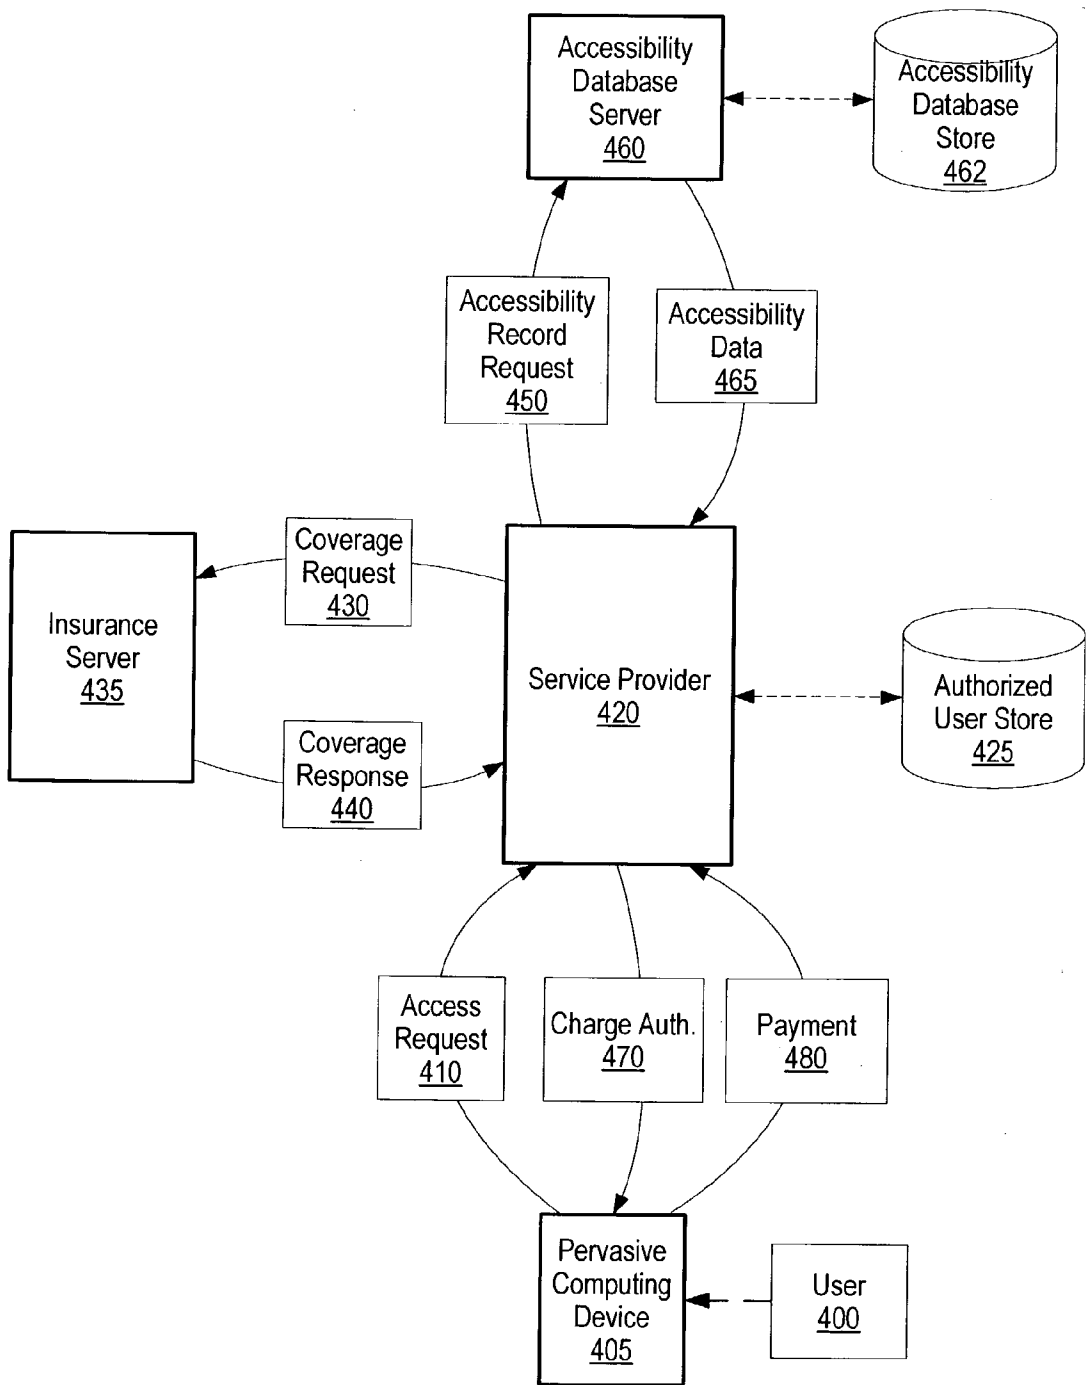 Accessibility
Database
Server
460
Accessibility
Database
Store
462
Accessibility
Record
Request
450
Accessibility
Data
465
Coverage
Request
430
Insurance
Server
435
Service Provider
420
Authorized
User Store
425
Coverage
Response
440
Access
Request
410
Charge Auth.
470
Payment
480
Pervasive
Computing
Device
405
User
400